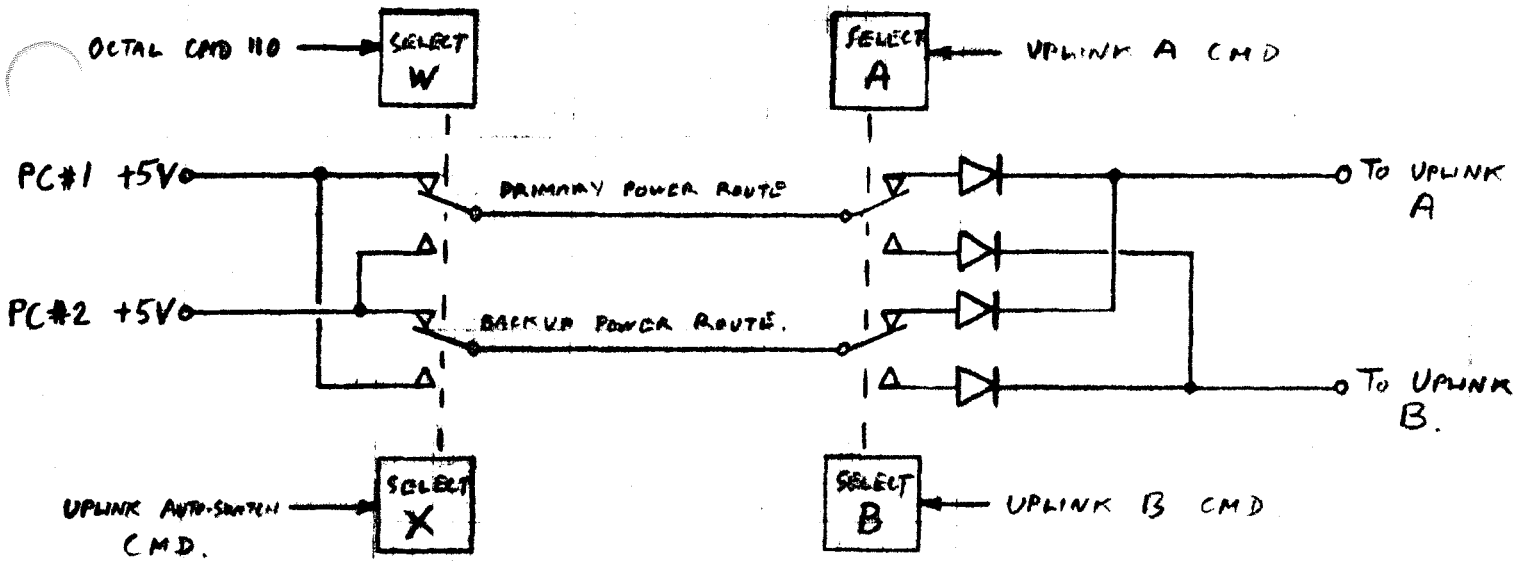 OCTAL CMD 110
SELECT
W
SELECT
A
UPLINK A CMD
PC#1 +5V
PRIMARY POWER ROUTE
TO UPLINK
A
PC#2 +5V
BACKUP POWER ROUTE.
TO UPLINK
B.
UPLINK AUTO-SWITCH
CMD.
SELECT
X
SELECT
B
UPLINK B CMD